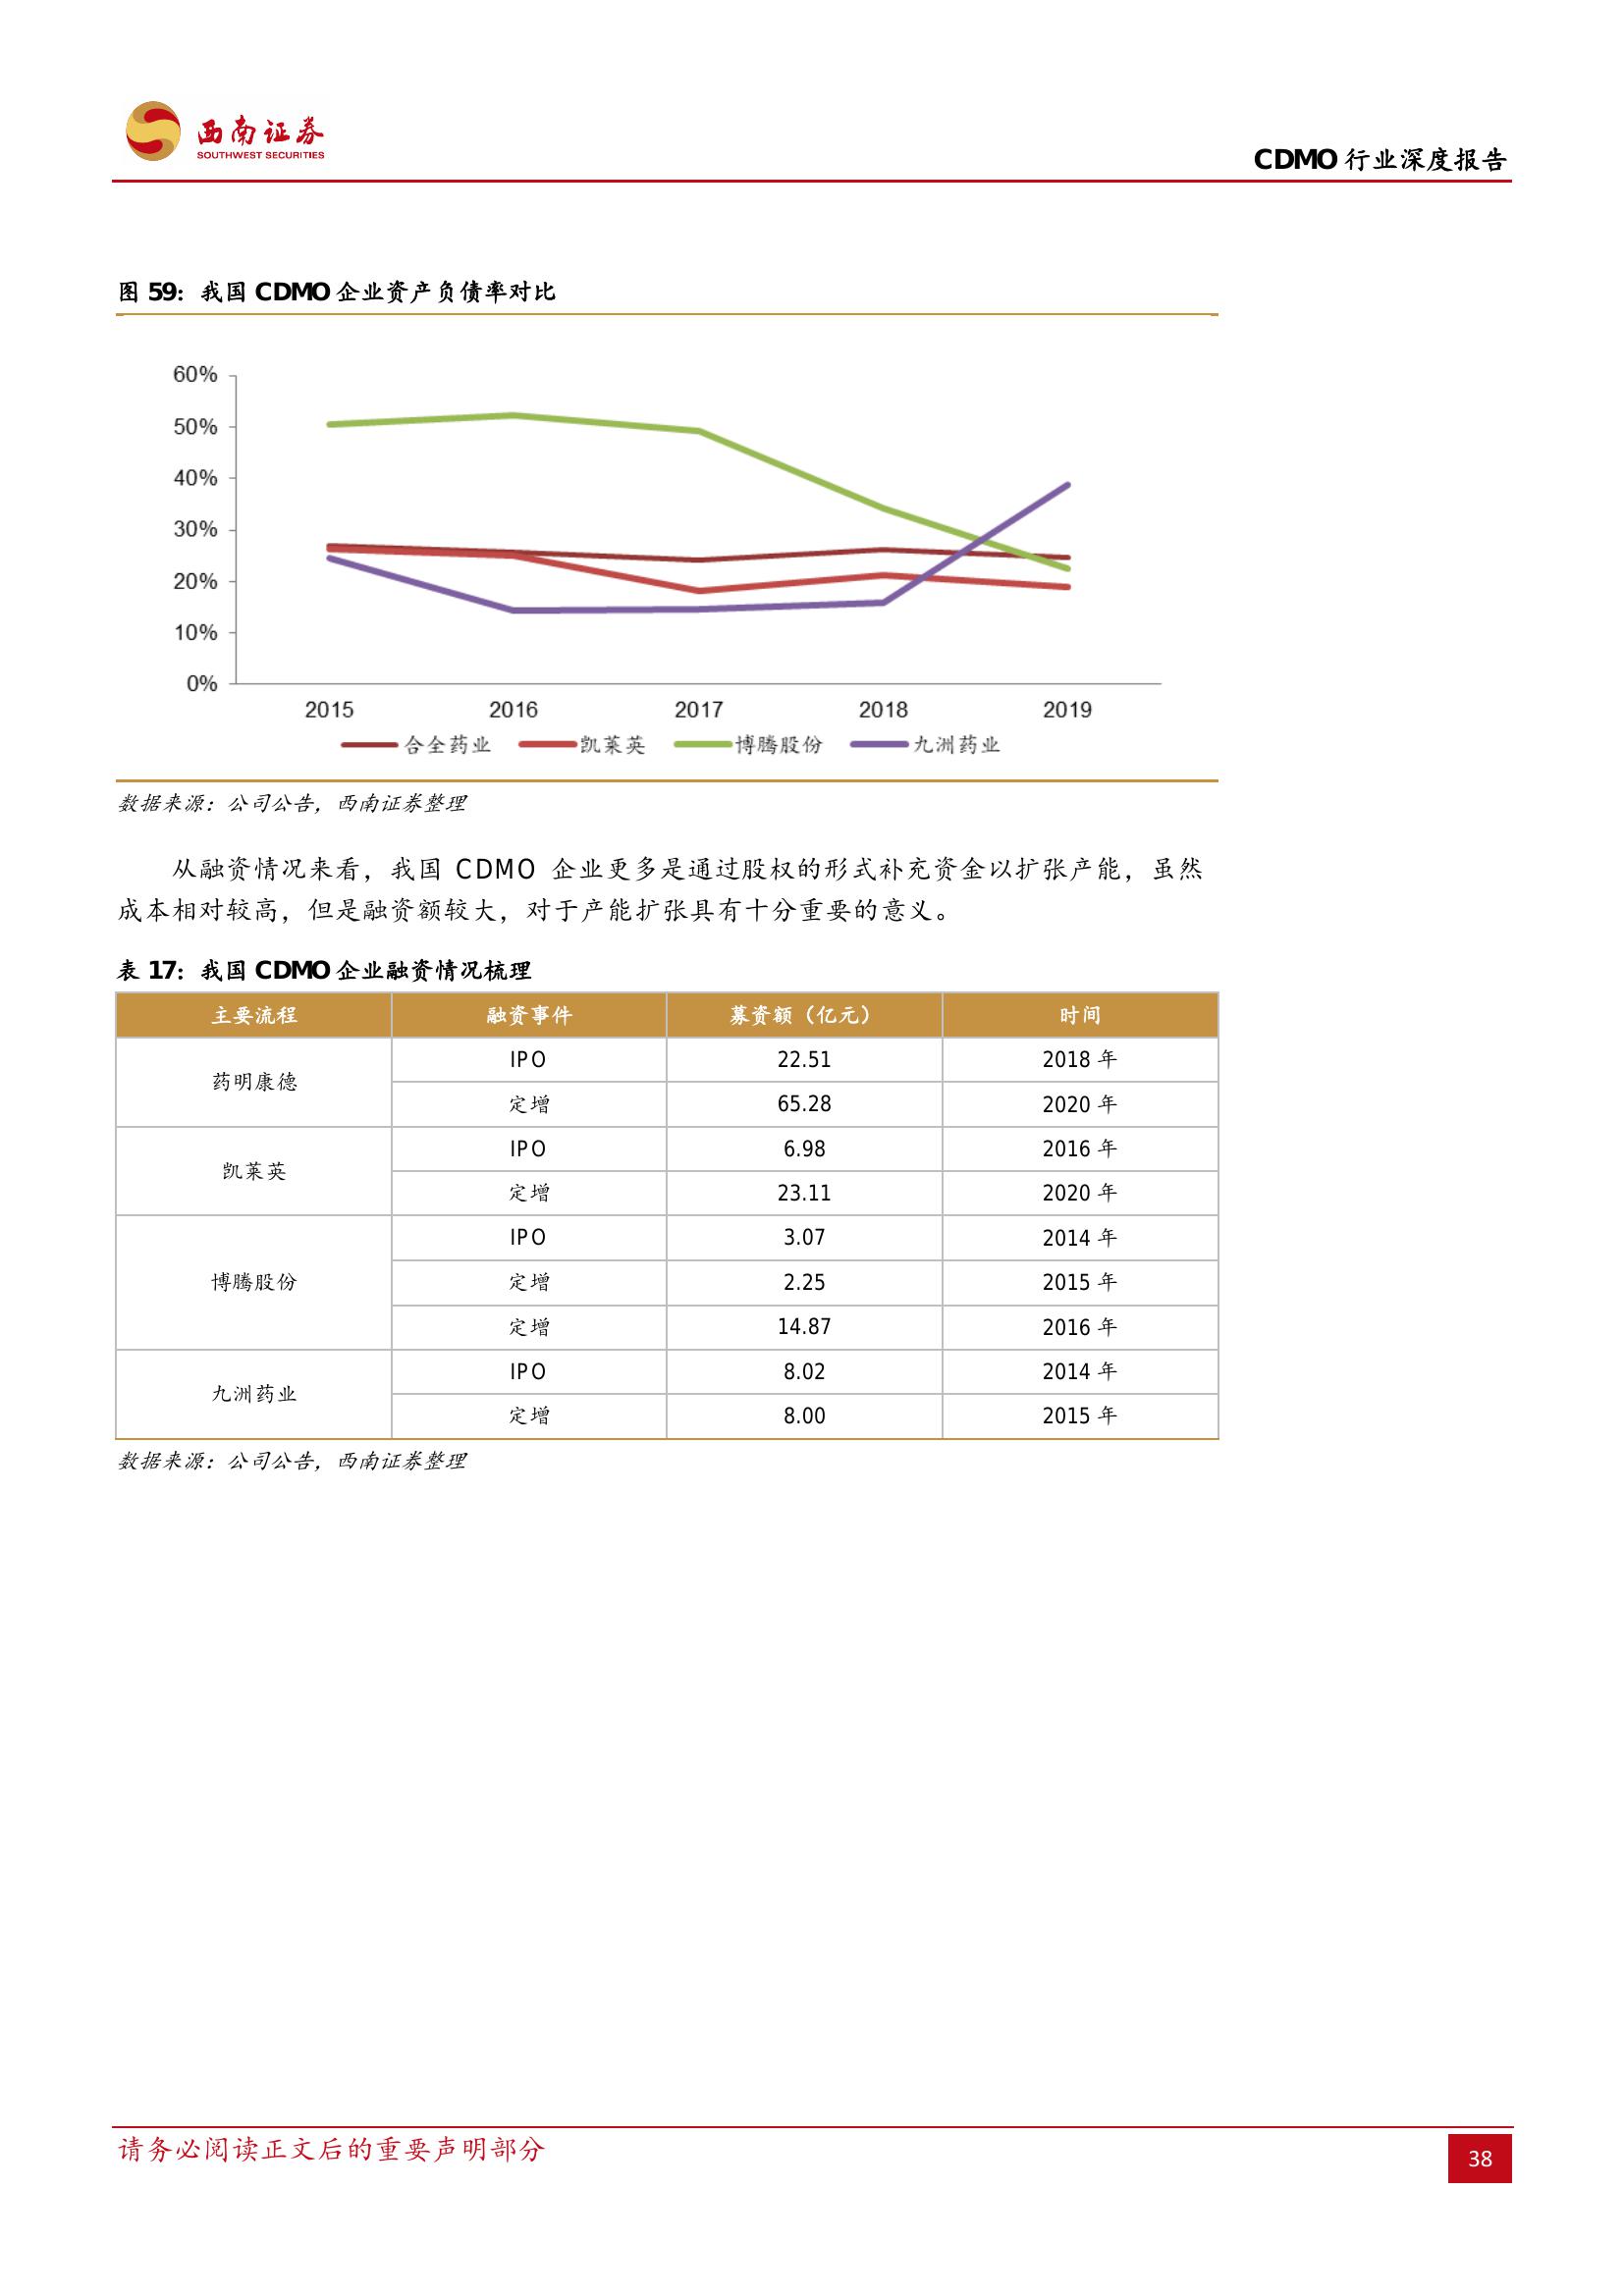 西南证券
SOUTHWEST SECURITIES
CDMO 行业深度报告
图 59：我国 CDMO 企业资产负债率对比
60%
50%
40%
30%
20%
10%
0%
2015 2016 2017 2018 2019
合全药业 凯莱英 博腾股份 九洲药业
数据来源：公司公告，西南证券整理
从融资情况来看，我国 CDMO 企业更多是通过股权的形式补充资金以扩张产能，虽然
成本相对较高，但是融资额较大，对于产能扩张具有十分重要的意义。
表 17：我国 CDMO 企业融资情况梳理
主要流程 融资事件 募资额（亿元） 时间
药明康德 IPO 22.51 2018 年
定增 65.28 2020 年
凯莱英 IPO 6.98 2016 年
定增 23.11 2020 年
博腾股份 IPO 3.07 2014 年
定增 2.25 2015 年
定增 14.87 2016 年
九洲药业 IPO 8.02 2014 年
定增 8.00 2015 年
数据来源：公司公告，西南证券整理
请务必阅读正文后的重要声明部分
38